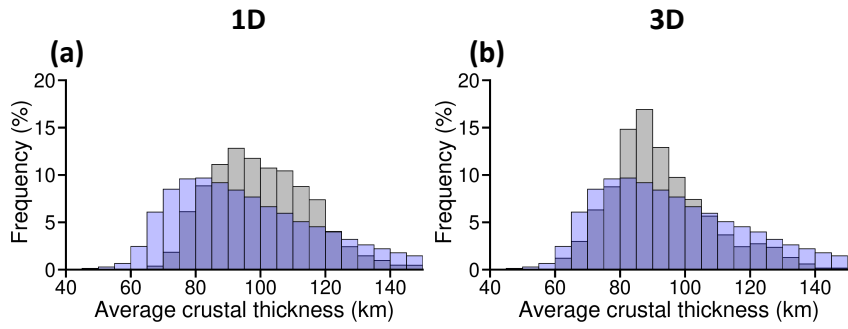 1D 3D
(a) (b)
20 20
15 15
10 10
5 5
0 0
40 60 80 100 120 140 40 60 80 100 120 140
Frequency (%) Frequency (%)
Average crustal thickness (km) Average crustal thickness (km)